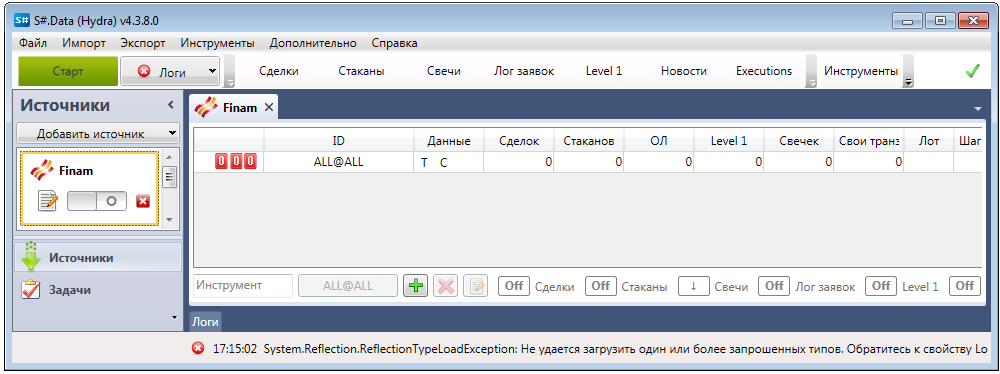 S# S#.Data (Hydra) v4.3.8.0
Файл Импорт Экспорт Инструменты Дополнительно Справка
Старт Логи Сделки Стаканы Свечи Лог заявок Level 1 Новости Executions Инструменты
Источники
Finam
Добавить источник
ID Данные Сделок Стаканов ОЛ Level 1 Свечек Свои транз Лот Шаг
0 0 0 ALL@ALL T C 0 0 0 0 0 0
Finam
Источники
Задачи
Инструмент ALL@ALL Off Сделки Off Стаканы ↓ Свечи Off Лог заявок Off Level 1 Off
Логи
17:15:02 System.Reflection.ReflectionTypeLoadException: Не удается загрузить один или более запрошенных типов. Обратитесь к свойству Lo